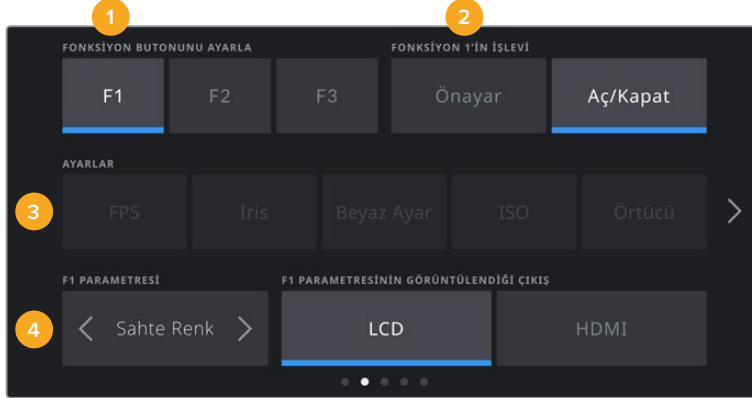 1 2
FONKSİYON BUTONUNU AYARLA FONKSİYON 1'İN İŞLEVİ
F1 F2 F3 Önayar Aç/Kapat
AYARLAR
3 FPS İris Beyaz Ayar ISO Örtücü
F1 PARAMETRESİ F1 PARAMETRESİNİN GÖRÜNTÜLENDİĞİ ÇIKIŞ
4 Sahte Renk LCD HDMI